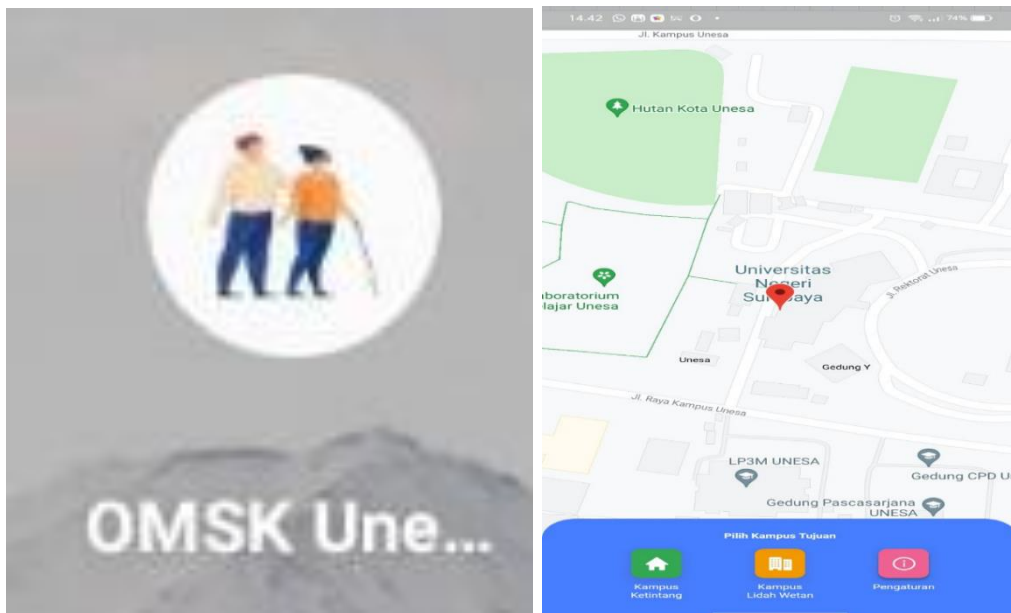 OMSK Une...
14.42
74%
Jl. Kampus Unesa
Hutan Kota Unesa
Universitas
Negeri
Surabaya
Jl. Rektorat Unesa
aboratorium
lajar Unesa
Unesa
Gedung Y
Jl. Raya Kampus Unesa
LP3M UNESA
Gedung CPD U
Gedung Pascasarjana
UNESA
Pilih Kampus Tujuan
Kampus
Ketintang
Kampus
Lidah Wetan
Pengaturan